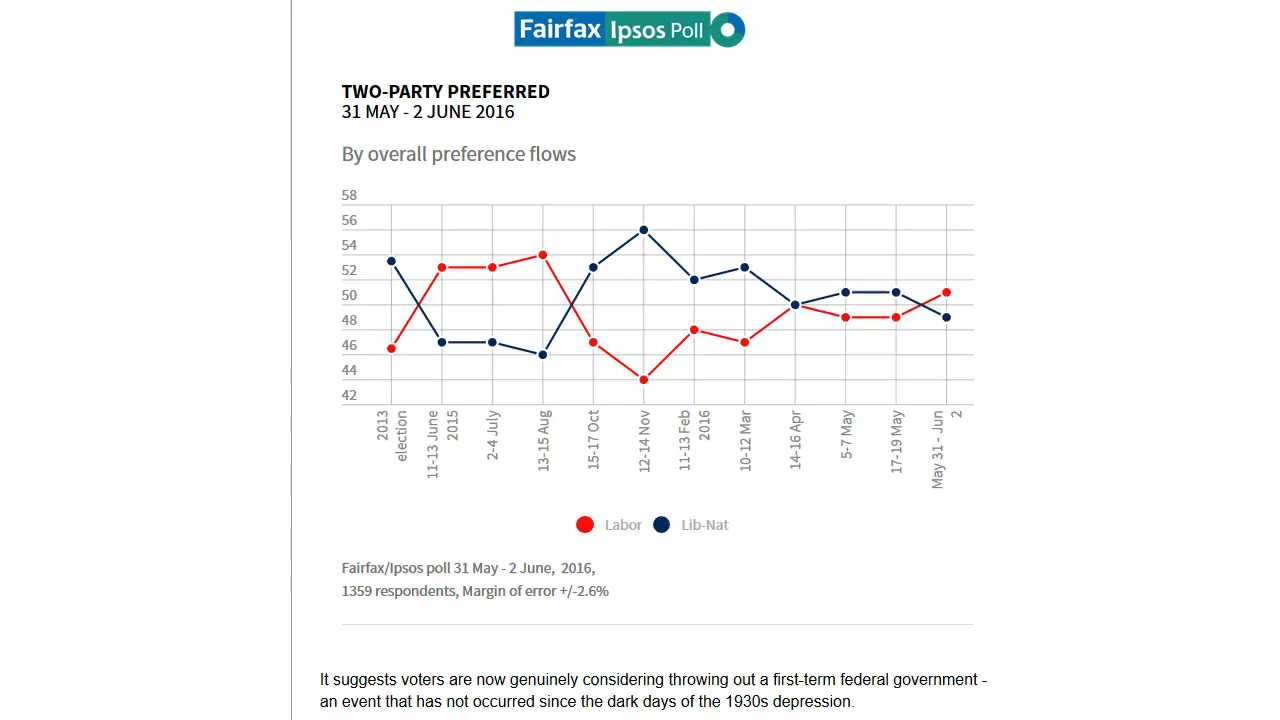 Fairfax Ipsos Poll
TWO-PARTY PREFERRED
31 MAY - 2 JUNE 2016
By overall preference flows
58
56
54
52
50
48
46
44
42
2013
election
11-13 June
2015
2-4 July
13-15 Aug
15-17 Oct
12-14 Nov
11-13 Feb
2016
10-12 Mar
14-16 Apr
5-7 May
17-19 May
May 31 - Jun
2
Labor
Lib-Nat
Fairfax/Ipsos poll 31 May - 2 June, 2016,
1359 respondents, Margin of error +/-2.6%
It suggests voters are now genuinely considering throwing out a first-term federal government -
an event that has not occurred since the dark days of the 1930s depression.